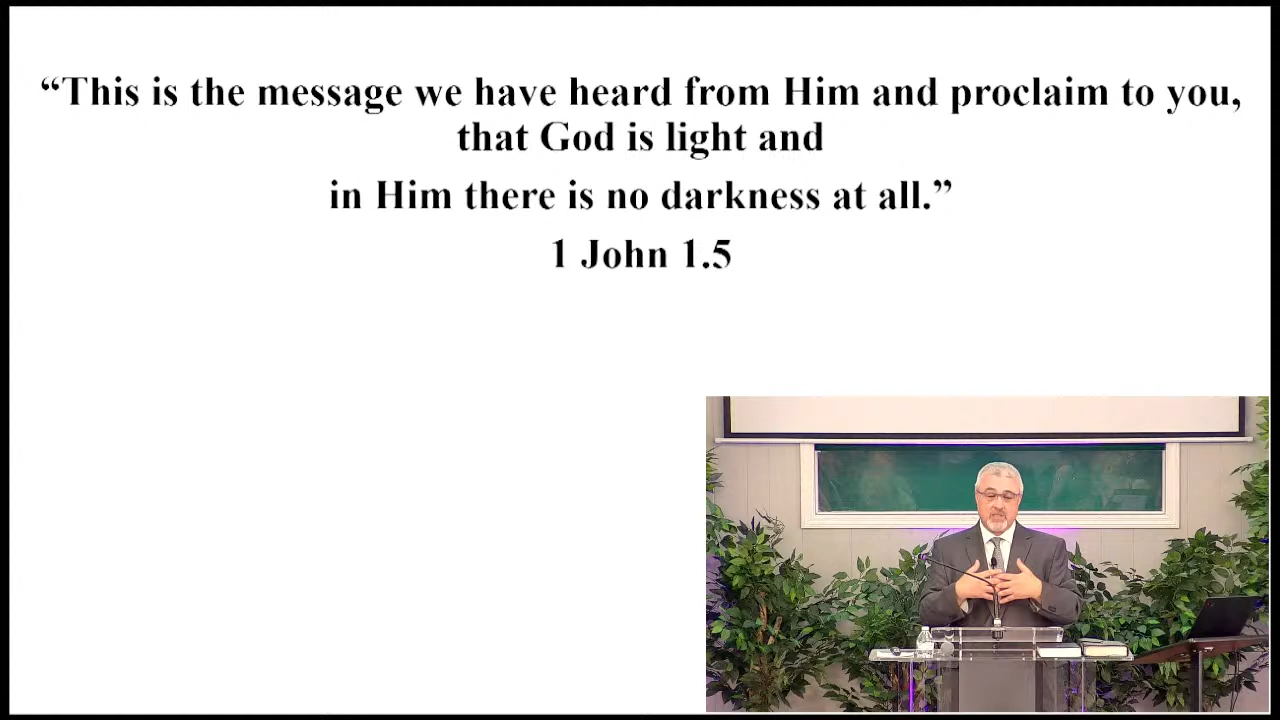 “This is the message we have heard from Him and proclaim to you,
that God is light and
in Him there is no darkness at all.”
1 John 1.5